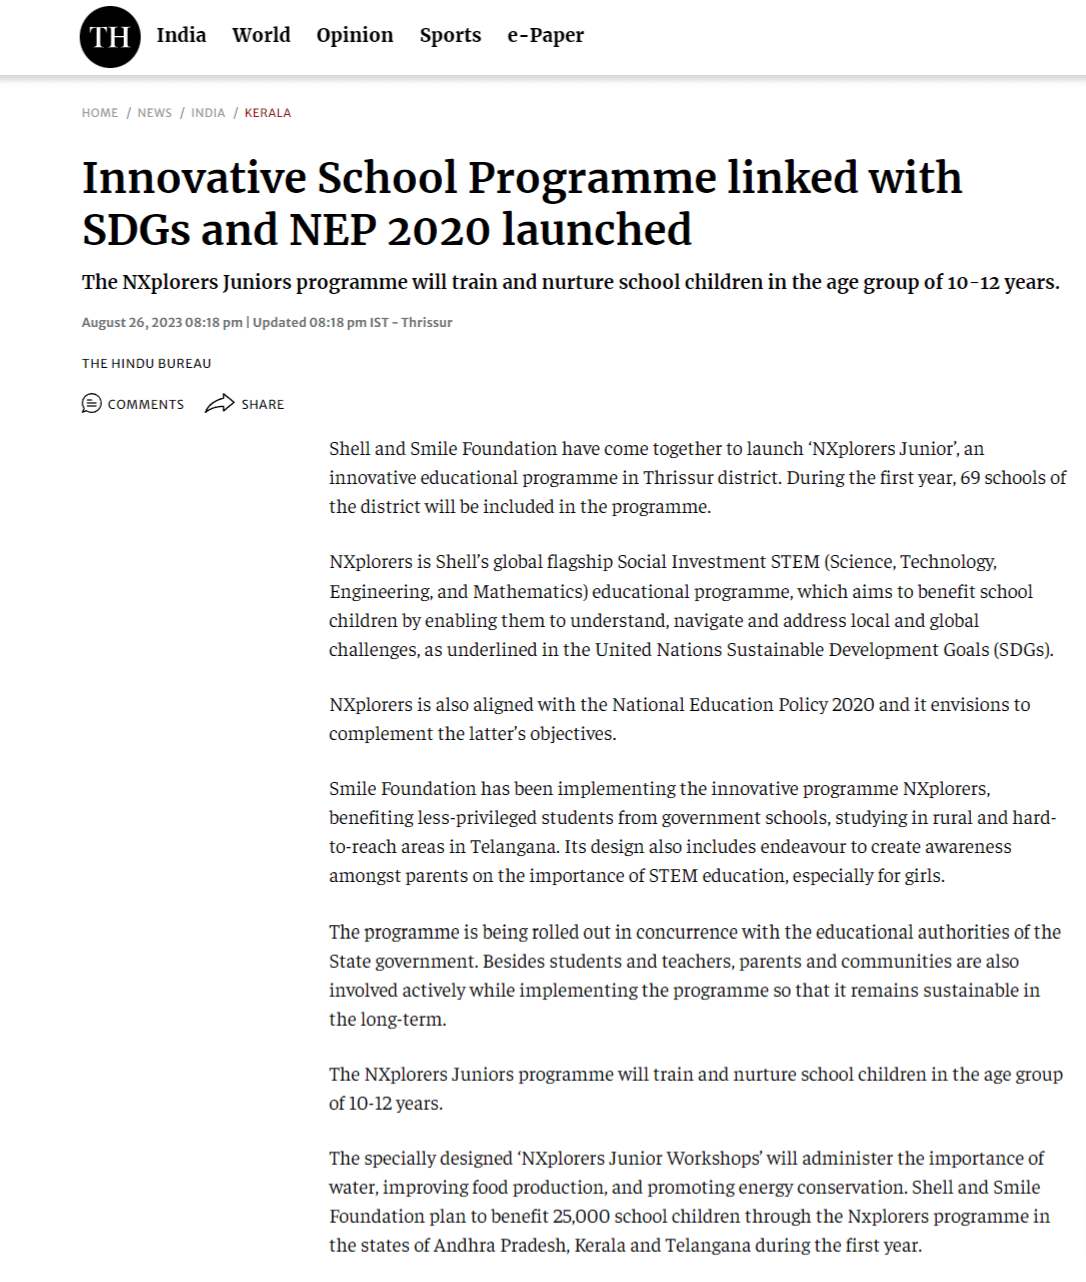 TH India World Opinion Sports e-Paper
HOME / NEWS / INDIA / KERALA
Innovative School Programme linked with
SDGs and NEP 2020 launched
The NXplorers Juniors programme will train and nurture school children in the age group of 10-12 years.
August 26, 2023 08:18 pm | Updated 08:18 pm IST - Thrissur
THE HINDU BUREAU
COMMENTS SHARE
Shell and Smile Foundation have come together to launch ‘NXplorers Junior’, an
innovative educational programme in Thrissur district. During the first year, 69 schools of
the district will be included in the programme.
NXplorers is Shell’s global flagship Social Investment STEM (Science, Technology,
Engineering, and Mathematics) educational programme, which aims to benefit school
children by enabling them to understand, navigate and address local and global
challenges, as underlined in the United Nations Sustainable Development Goals (SDGs).
NXplorers is also aligned with the National Education Policy 2020 and it envisions to
complement the latter’s objectives.
Smile Foundation has been implementing the innovative programme NXplorers,
benefiting less-privileged students from government schools, studying in rural and hard-
to-reach areas in Telangana. Its design also includes endeavour to create awareness
amongst parents on the importance of STEM education, especially for girls.
The programme is being rolled out in concurrence with the educational authorities of the
State government. Besides students and teachers, parents and communities are also
involved actively while implementing the programme so that it remains sustainable in
the long-term.
The NXplorers Juniors programme will train and nurture school children in the age group
of 10-12 years.
The specially designed ‘NXplorers Junior Workshops’ will administer the importance of
water, improving food production, and promoting energy conservation. Shell and Smile
Foundation plan to benefit 25,000 school children through the Nxplorers programme in
the states of Andhra Pradesh, Kerala and Telangana during the first year.